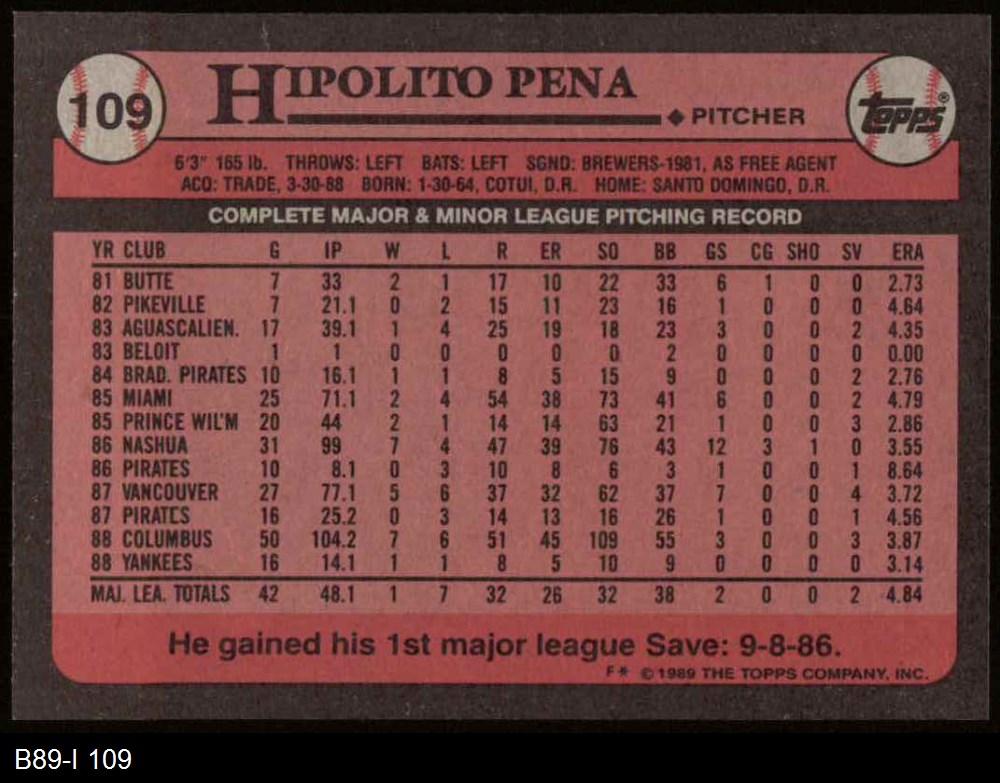 109
HIPOLITO PENA
◆ PITCHER
Topps®
6'3" 165 lb. THROWS: LEFT BATS: LEFT SGND: BREWERS-1981, AS FREE AGENT
ACQ: TRADE, 3-30-88 BORN: 1-30-64, COTUI, D.R. HOME: SANTO DOMINGO, D.R.
COMPLETE MAJOR & MINOR LEAGUE PITCHING RECORD
YR CLUB G IP W L R ER SO BB GS CG SHO SV ERA
81 BUTTE 7 33 2 1 17 10 22 33 6 1 0 0 2.73
82 PIKEVILLE 7 21.1 0 2 15 11 23 16 1 0 0 0 4.64
83 AGUASCALIEN. 17 39.1 1 4 25 19 18 23 3 0 0 2 4.35
83 BELOIT 1 1 0 0 0 0 0 2 0 0 0 0 0.00
84 BRAD. PIRATES 10 16.1 1 1 8 5 15 9 0 0 0 2 2.76
85 MIAMI 25 71.1 2 4 54 38 73 41 6 0 0 2 4.79
85 PRINCE WIL'M 20 44 2 1 14 14 63 21 1 0 0 3 2.86
86 NASHUA 31 99 7 4 47 39 76 43 12 3 1 0 3.55
86 PIRATES 10 8.1 0 3 10 8 6 3 1 0 0 1 8.64
87 VANCOUVER 27 77.1 5 6 37 32 62 37 7 0 0 4 3.72
87 PIRATES 16 25.2 0 3 14 13 16 26 1 0 0 1 4.56
88 COLUMBUS 50 104.2 7 6 51 45 109 55 3 0 0 3 3.87
88 YANKEES 16 14.1 1 1 8 5 10 9 0 0 0 0 3.14
MAJ. LEA. TOTALS 42 48.1 1 7 32 26 32 38 2 0 0 2 4.84
He gained his 1st major league Save: 9-8-86.
F* © 1989 THE TOPPS COMPANY, INC.
B89-I 109